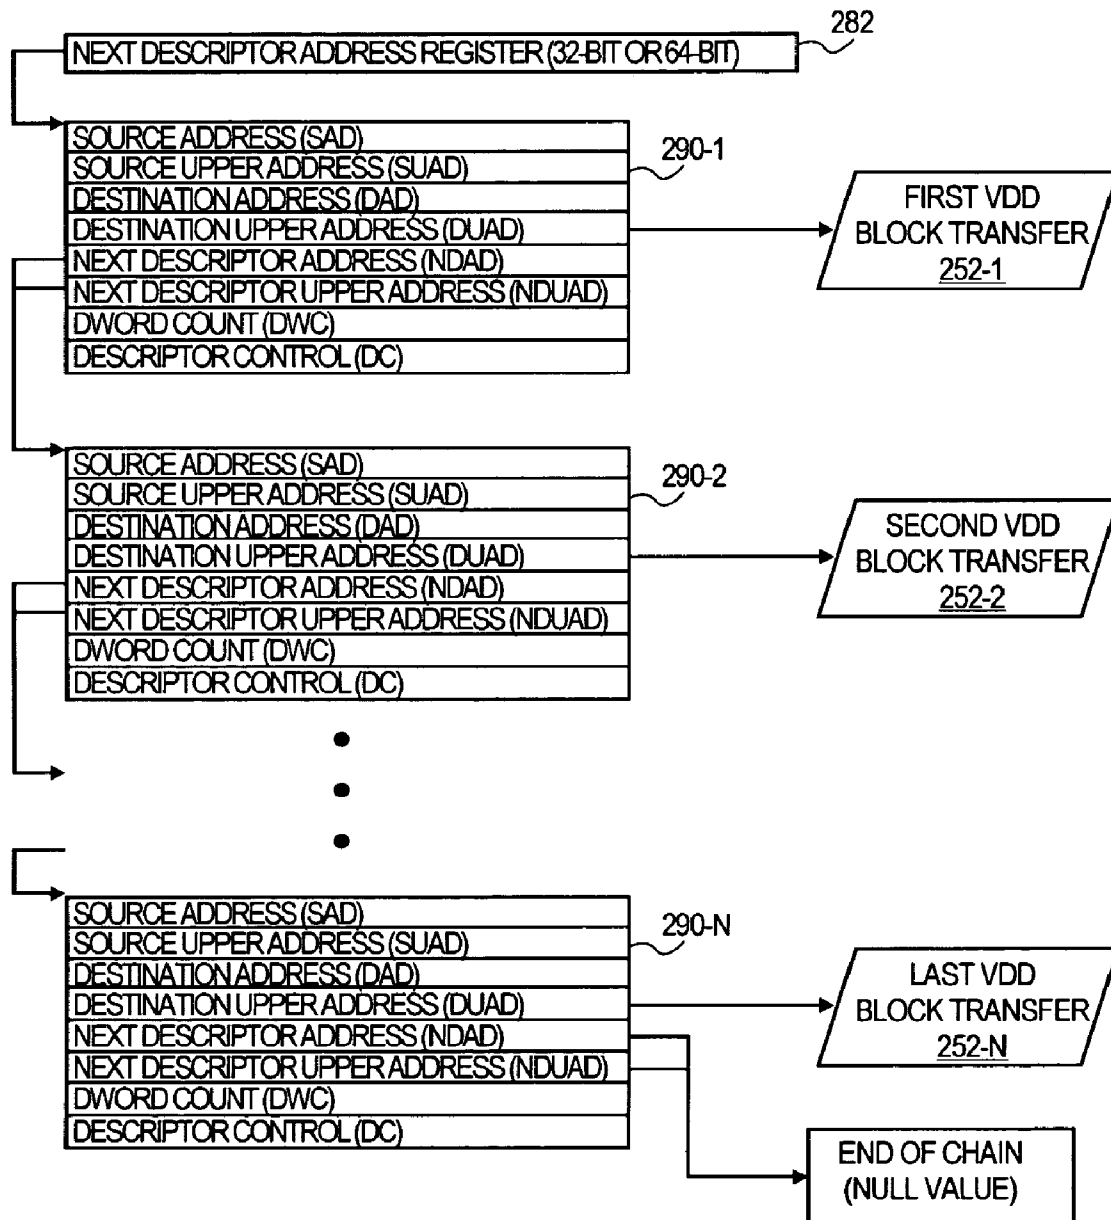 282
NEXT DESCRIPTOR ADDRESS REGISTER (32-BIT OR 64-BIT)
SOURCE ADDRESS (SAD)
SOURCE UPPER ADDRESS (SUAD)
DESTINATION ADDRESS (DAD)
DESTINATION UPPER ADDRESS (DUAD)
NEXT DESCRIPTOR ADDRESS (NDAD)
NEXT DESCRIPTOR UPPER ADDRESS (NDUAD)
DWORD COUNT (DWC)
DESCRIPTOR CONTROL (DC)
290-1
FIRST VDD
BLOCK TRANSFER
252-1
SOURCE ADDRESS (SAD)
SOURCE UPPER ADDRESS (SUAD)
DESTINATION ADDRESS (DAD)
DESTINATION UPPER ADDRESS (DUAD)
NEXT DESCRIPTOR ADDRESS (NDAD)
NEXT DESCRIPTOR UPPER ADDRESS (NDUAD)
DWORD COUNT (DWC)
DESCRIPTOR CONTROL (DC)
290-2
SECOND VDD
BLOCK TRANSFER
252-2
SOURCE ADDRESS (SAD)
SOURCE UPPER ADDRESS (SUAD)
DESTINATION ADDRESS (DAD)
DESTINATION UPPER ADDRESS (DUAD)
NEXT DESCRIPTOR ADDRESS (NDAD)
NEXT DESCRIPTOR UPPER ADDRESS (NDUAD)
DWORD COUNT (DWC)
DESCRIPTOR CONTROL (DC)
290-N
LAST VDD
BLOCK TRANSFER
252-N
END OF CHAIN
(NULL VALUE)